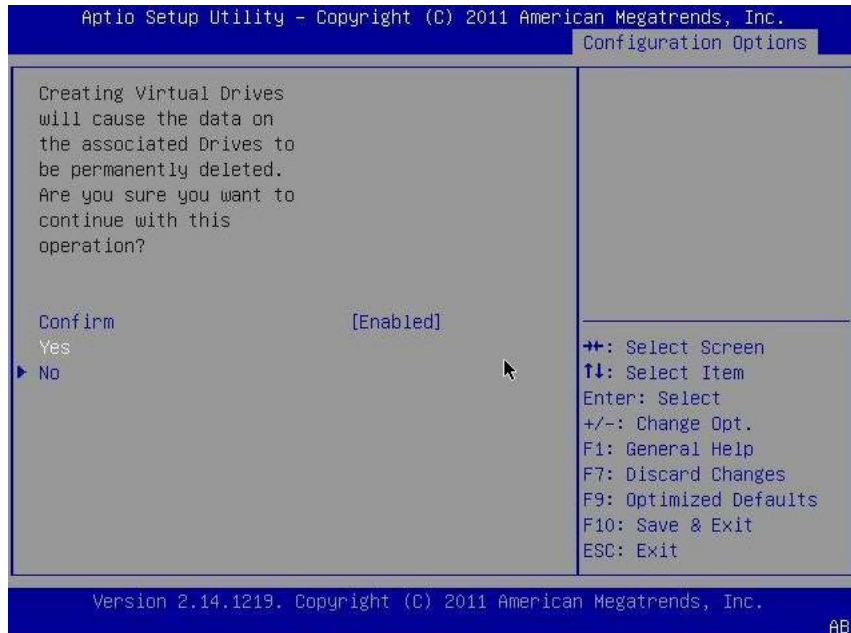 Aptio Setup Utility – Copyright (C) 2011 American Megatrends, Inc.
Configuration Options
Creating Virtual Drives
will cause the data on
the associated Drives to
be permanently deleted.
Are you sure you want to
continue with this
operation?
Confirm [Enabled]
Yes
No
→←: Select Screen
↑↓: Select Item
Enter: Select
+/-: Change Opt.
F1: General Help
F7: Discard Changes
F9: Optimized Defaults
F10: Save & Exit
ESC: Exit
Version 2.14.1219. Copyright (C) 2011 American Megatrends, Inc.
AB